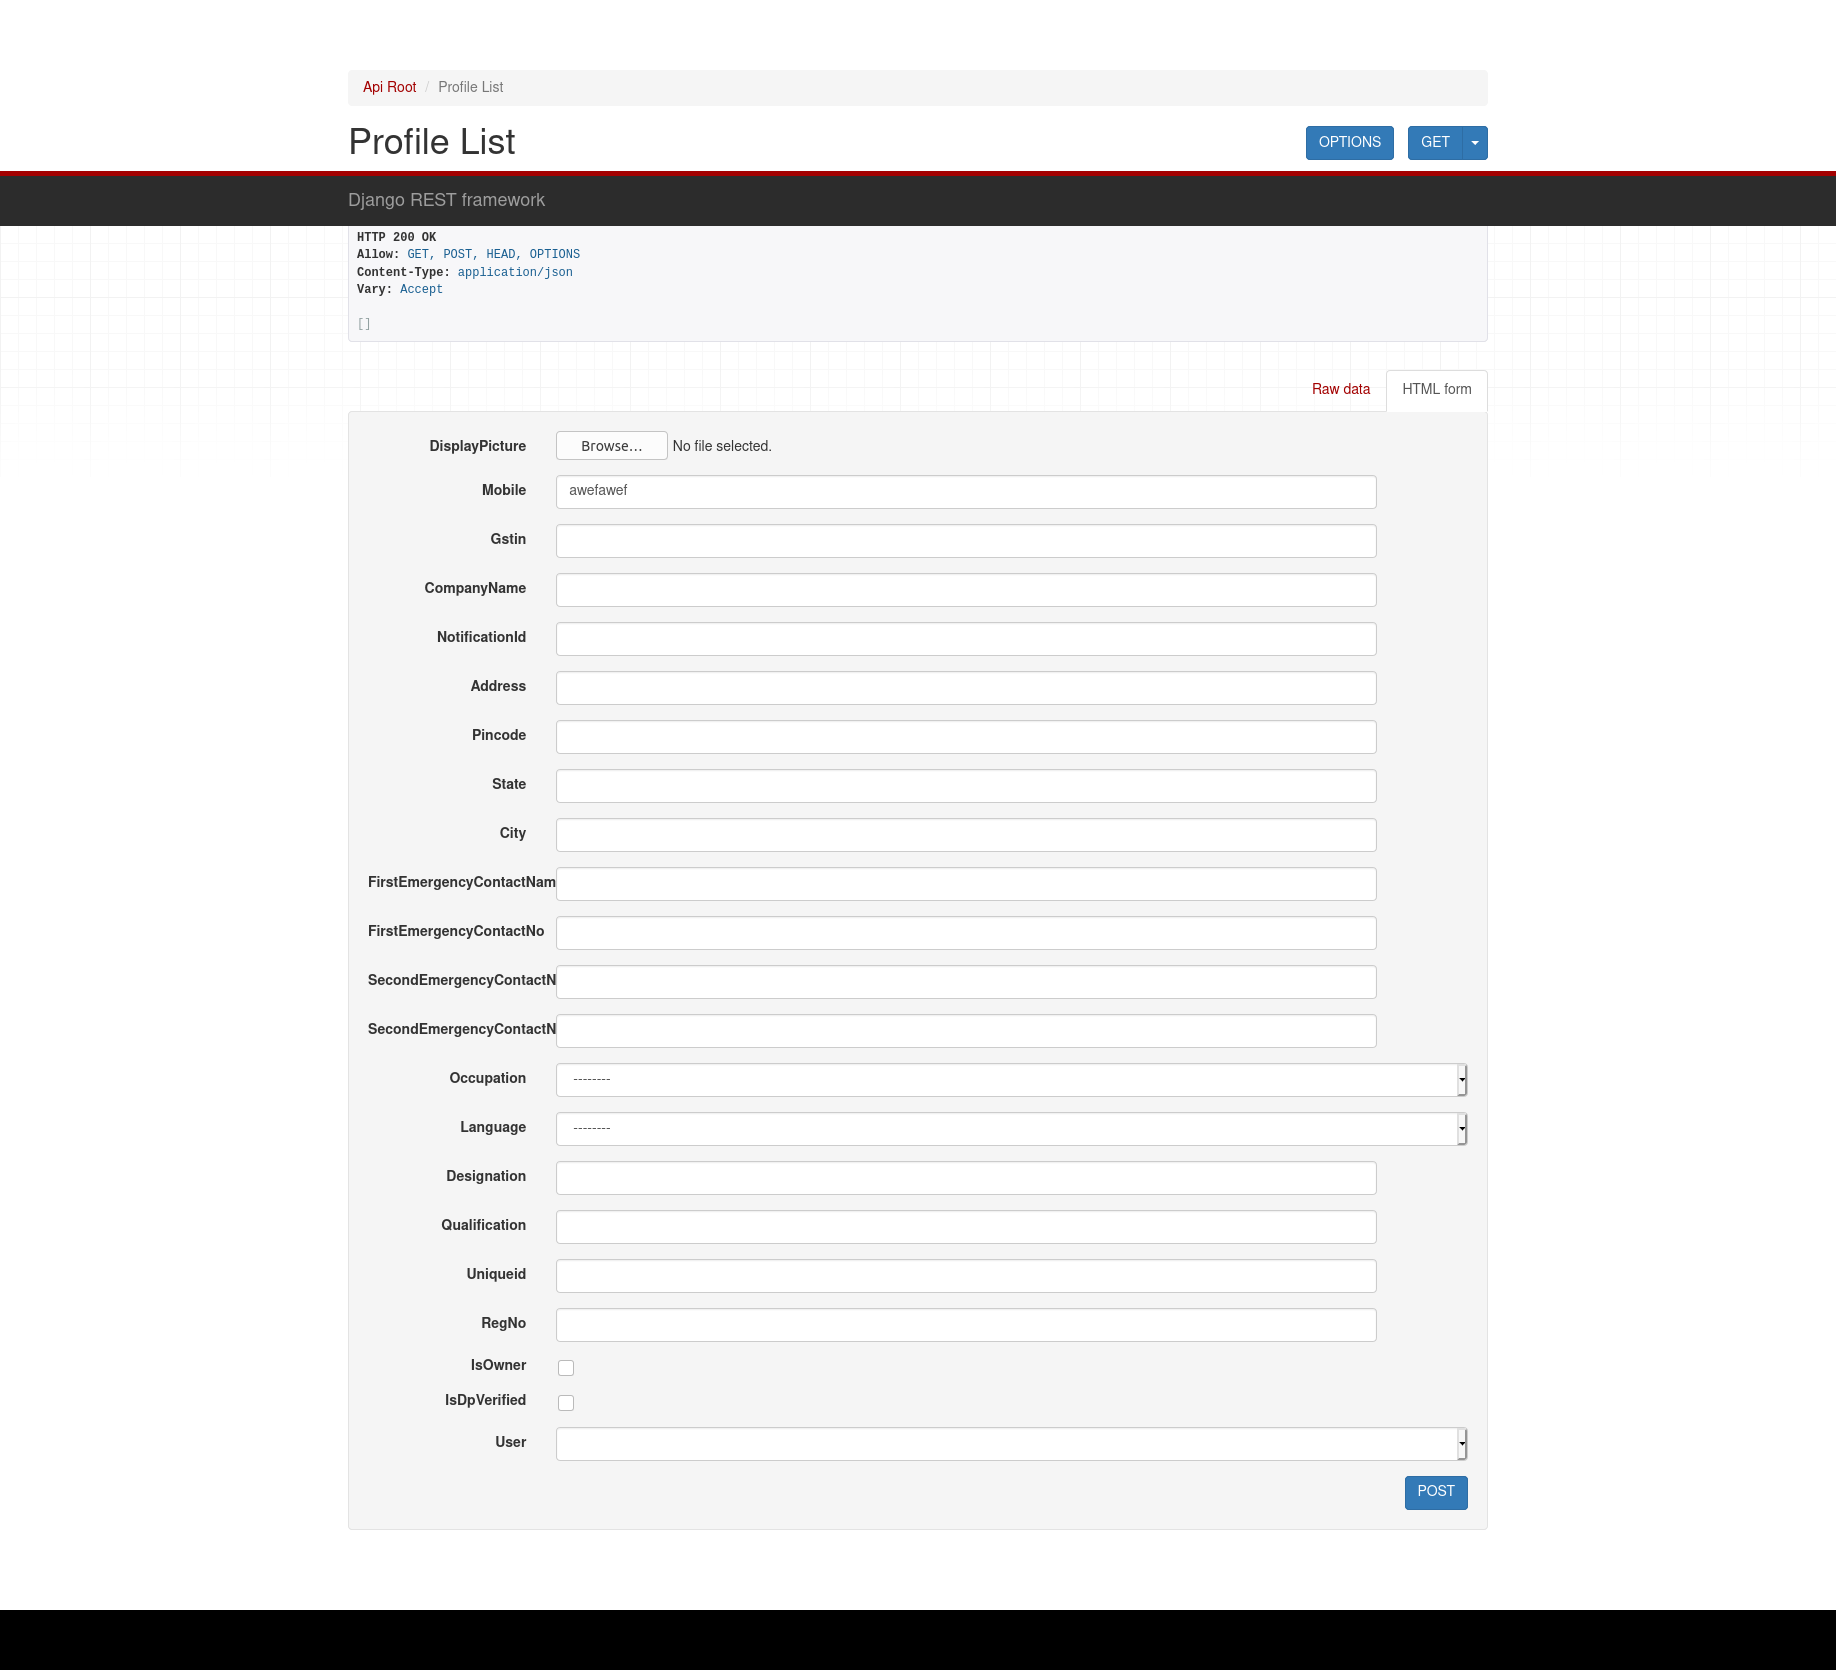 Api Root / Profile List
Profile List
OPTIONS GET
Django REST framework
HTTP 200 OK
Allow: GET, POST, HEAD, OPTIONS
Content-Type: application/json
Vary: Accept
[]
Raw data HTML form
DisplayPicture Browse... No file selected.
Mobile awefawef
Gstin
CompanyName
NotificationId
Address
Pincode
State
City
FirstEmergencyContactNam
FirstEmergencyContactNo
SecondEmergencyContactN
SecondEmergencyContactN
Occupation --------
Language --------
Designation
Qualification
Uniqueid
RegNo
IsOwner
IsDpVerified
User
POST